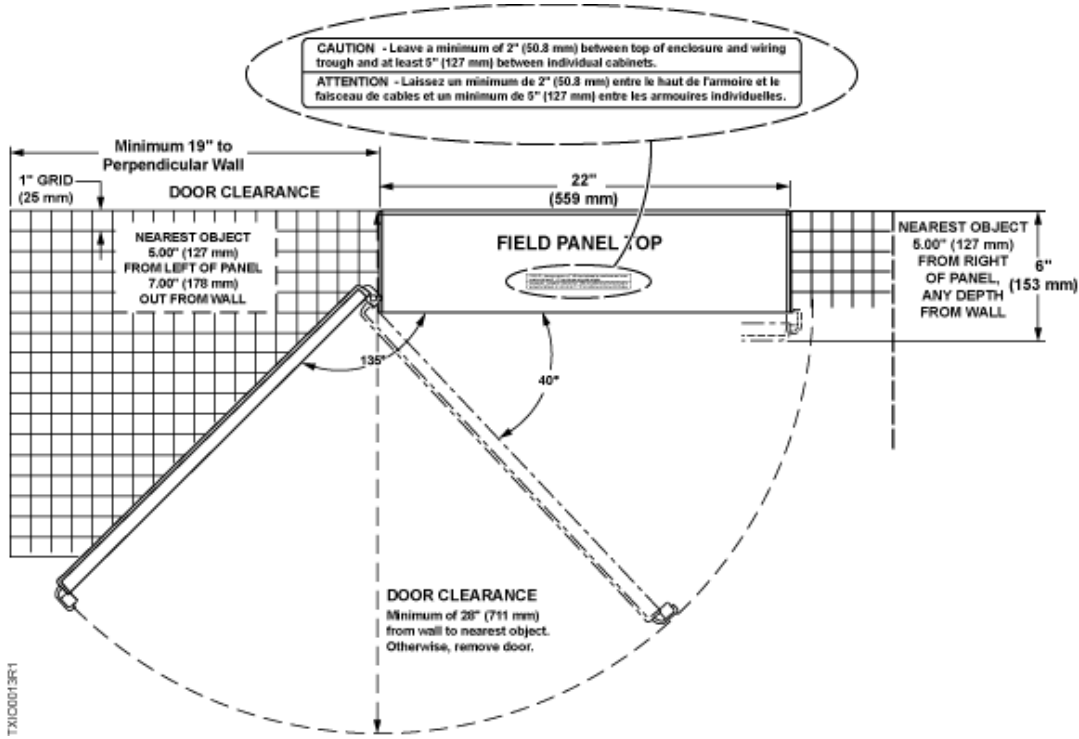 CAUTION - Leave a minimum of 2" (50.8 mm) between top of enclosure and wiring
trough and at least 5" (127 mm) between individual cabinets.
ATTENTION - Laissez un minimum de 2" (50.8 mm) entre le haut de l'armoire et le
faisceau de cables et un minimum de 5" (127 mm) entre les armouires individuelles.
Minimum 19" to
Perpendicular Wall
1" GRID
(25 mm)
DOOR CLEARANCE
22"
(559 mm)
NEAREST OBJECT
5.00" (127 mm)
FROM LEFT OF PANEL
7.00" (178 mm)
OUT FROM WALL
FIELD PANEL TOP
NEAREST OBJECT
5.00" (127 mm)
FROM RIGHT
OF PANEL,
ANY DEPTH
FROM WALL
6"
(153 mm)
135°
40°
DOOR CLEARANCE
Minimum of 28" (711 mm)
from wall to nearest object.
Otherwise, remove door.
TXIO0013R1